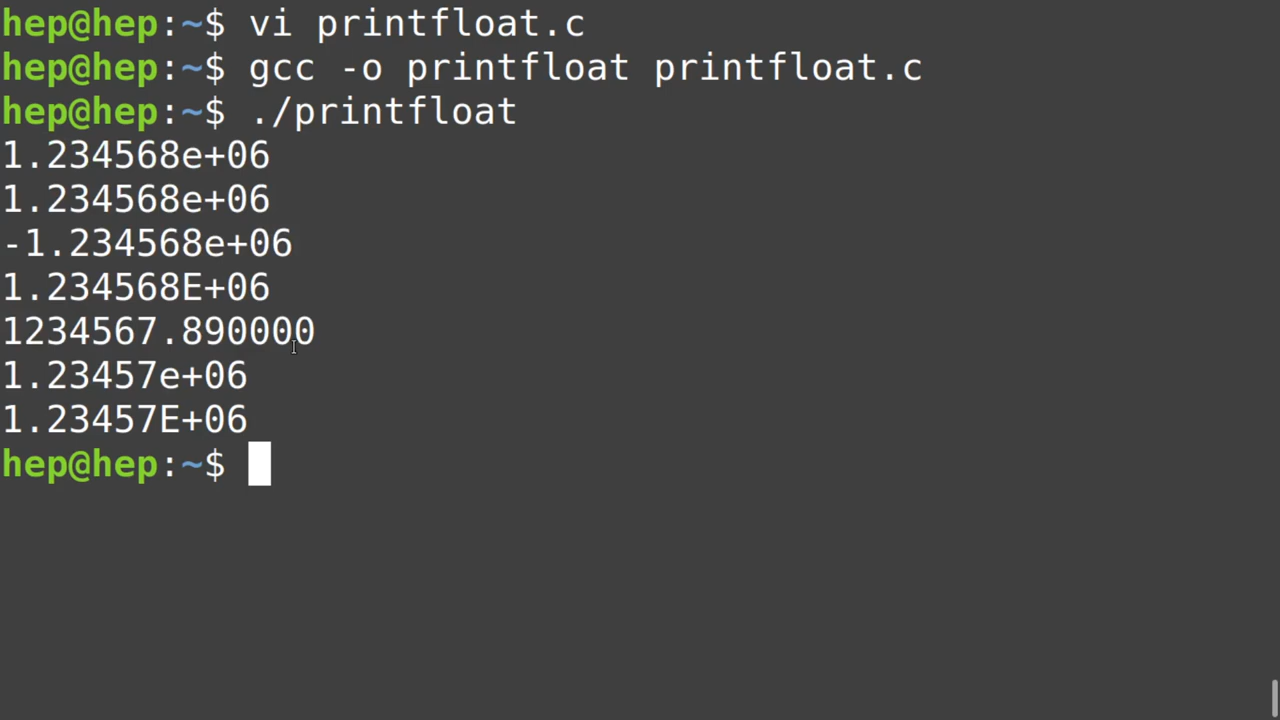 hep@hep:~$ vi printfloat.c
hep@hep:~$ gcc -o printfloat printfloat.c
hep@hep:~$ ./printfloat
1.234568e+06
1.234568e+06
-1.234568e+06
1.234568E+06
1234567.890000
1.23457e+06
1.23457E+06
hep@hep:~$